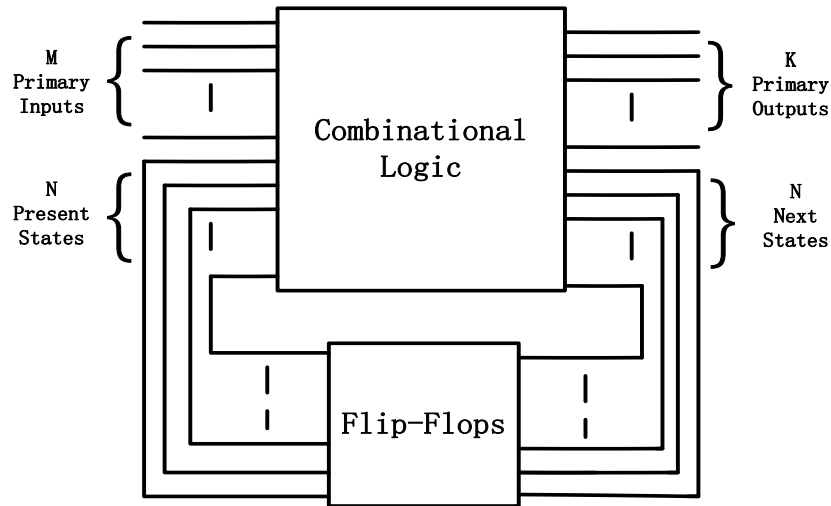 M
Primary
Inputs
Combinational
Logic
K
Primary
Outputs
N
Present
States
N
Next
States
Flip-Flops